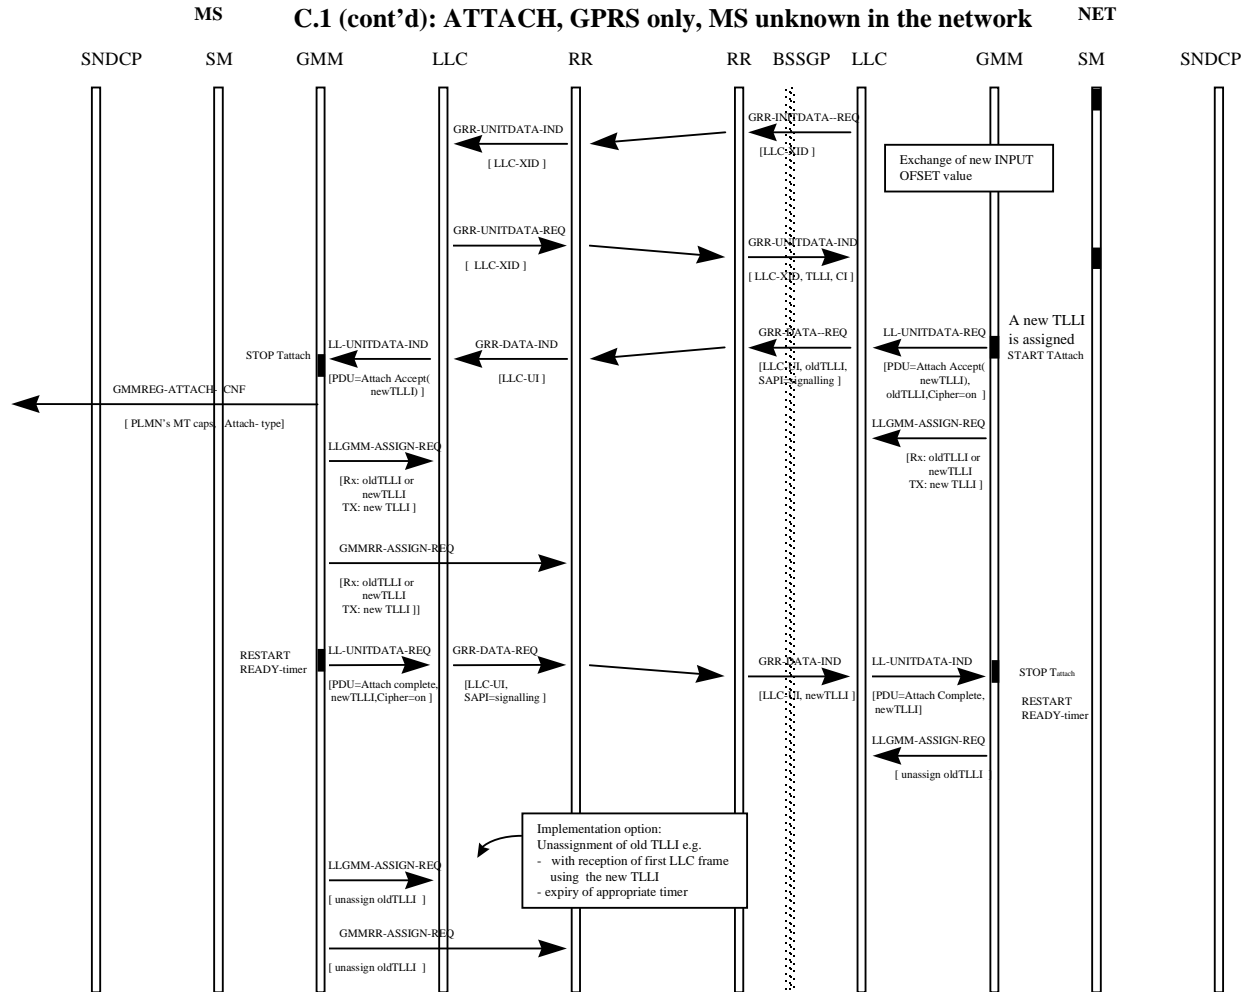 MS
C.1 (cont’d): ATTACH, GPRS only, MS unknown in the network
NET
SNDCP SM GMM LLC RR RR BSSGP LLC GMM SM SNDCP
GRR-UNITDATA-IND
[ LLC-XID ]
GRR-INITDATA--REQ
[LLC-XID ]
Exchange of new INPUT
OFSET value
GRR-UNITDATA-REQ
[ LLC-XID ]
GRR-UNITDATA-IND
[ LLC-XID, TLLI, CI ]
A new TLLI
is assigned
START TAttach
LL-UNITDATA-REQ
[PDU=Attach Accept(
newTLLI),
oldTLLI,Cipher=on ]
GRR-DATA--REQ
[LLC-UI, oldTLLI,
SAPI=signalling ]
GRR-DATA-IND
[LLC-UI ]
LL-UNITDATA-IND
[PDU=Attach Accept(
newTLLI) ]
STOP Tattach
GMMREG-ATTACH- CNF
[ PLMN's MT caps, Attach- type]
LLGMM-ASSIGN-REQ
[Rx: oldTLLI or
newTLLI
TX: new TLLI ]
LLGMM-ASSIGN-REQ
[Rx: oldTLLI or
newTLLI
TX: new TLLI ]
GMMRR-ASSIGN-REQ
[Rx: oldTLLI or
newTLLI
TX: new TLLI ]]
RESTART
READY-timer
LL-UNITDATA-REQ
[PDU=Attach complete,
newTLLI,Cipher=on ]
GRR-DATA-REQ
[LLC-UI,
SAPI=signalling ]
GRR-DATA-IND
[LLC-UI, newTLLI ]
LL-UNITDATA-IND
[PDU=Attach Complete,
newTLLI]
STOP Tattach
RESTART
READY-timer
LLGMM-ASSIGN-REQ
[ unassign oldTLLI ]
Implementation option:
Unassignment of old TLLI e.g.
- with reception of first LLC frame
using the new TLLI
- expiry of appropriate timer
LLGMM-ASSIGN-REQ
[ unassign oldTLLI ]
GMMRR-ASSIGN-REQ
[ unassign oldTLLI ]